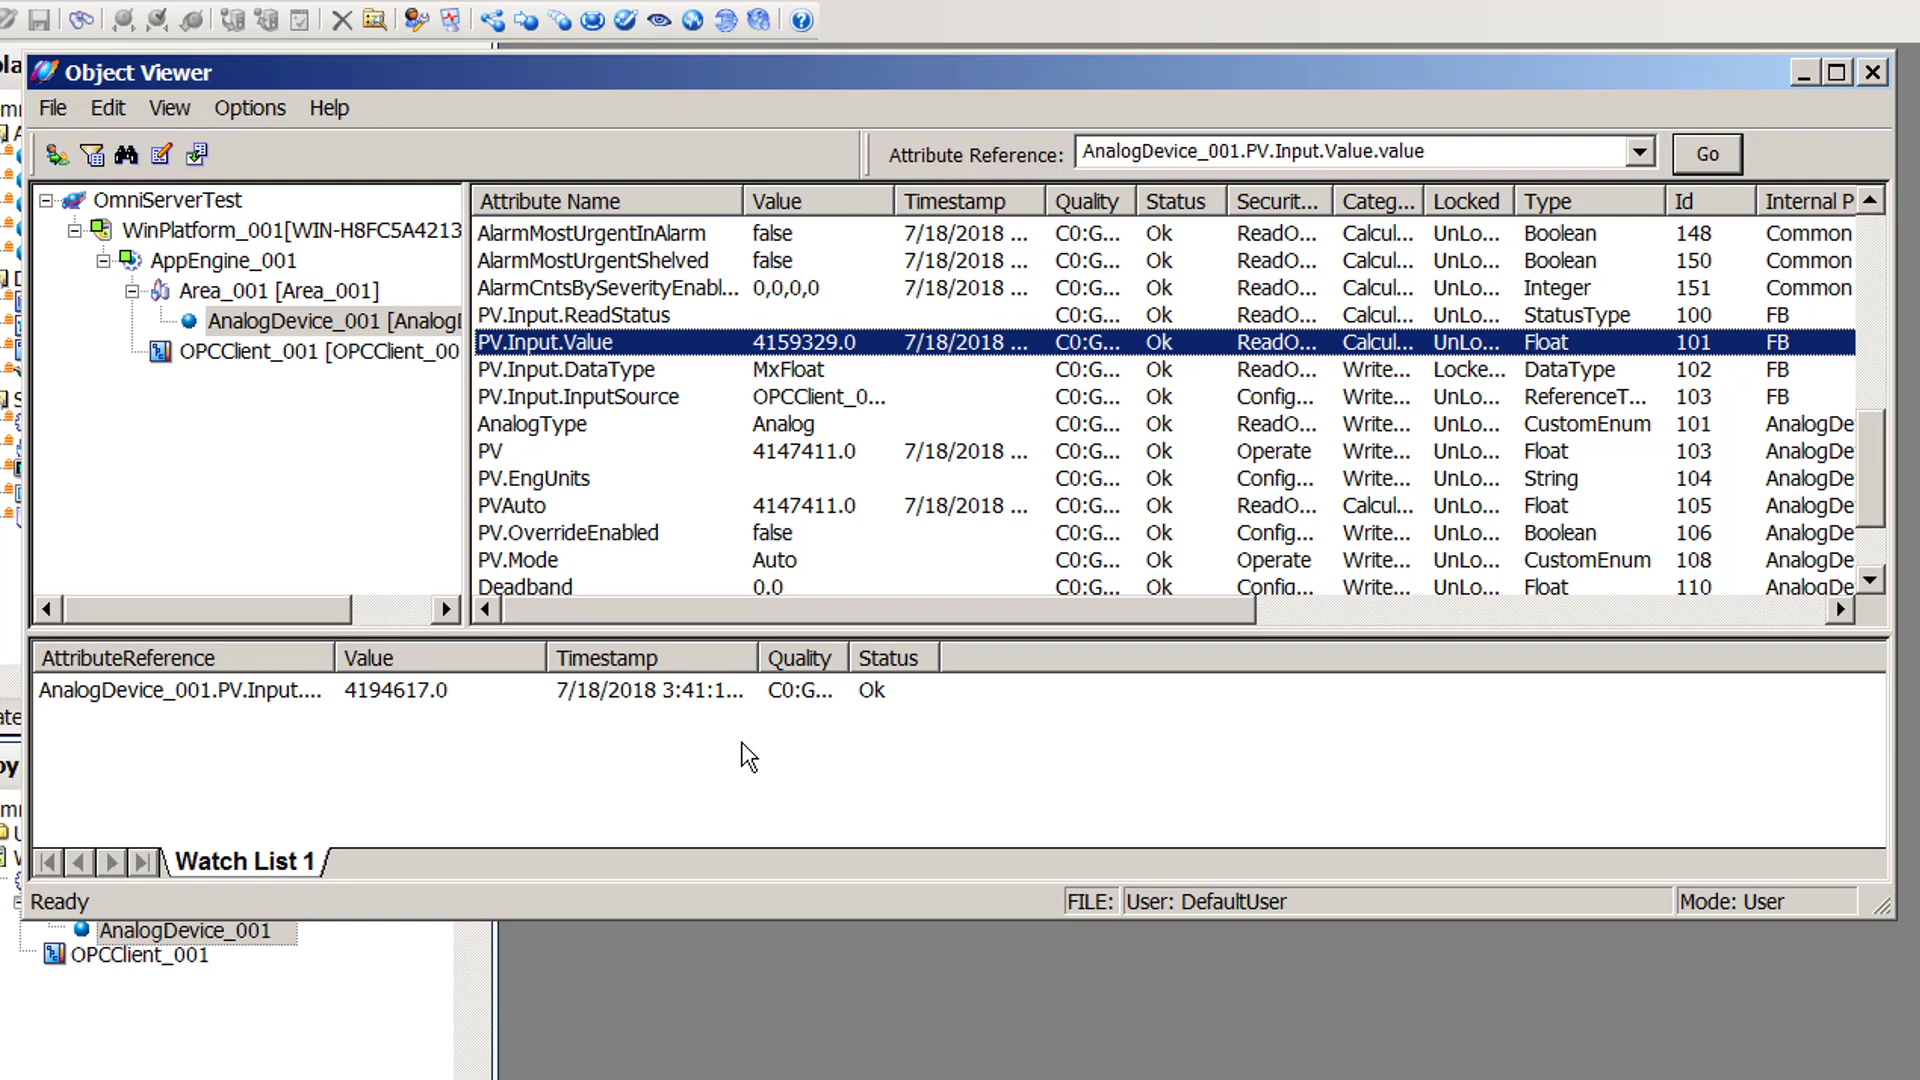 Object Viewer
File Edit View Options Help
Attribute Reference: AnalogDevice_001.PV.Input.Value.value Go
OmniServerTest
WinPlatform_001[WIN-H8FC5A4213
AppEngine_001
Area_001 [Area_001]
AnalogDevice_001 [Analog
OPCClient_001 [OPCClient_00
Attribute Name Value Timestamp Quality Status Securit... Categ... Locked Type Id Internal P
AlarmMostUrgentInAlarm false 7/18/2018 ... C0:G... Ok ReadO... Calcul... UnLo... Boolean 148 Common
AlarmMostUrgentShelved false 7/18/2018 ... C0:G... Ok ReadO... Calcul... UnLo... Boolean 150 Common
AlarmCntsBySeverityEnabl... 0,0,0,0 7/18/2018 ... C0:G... Ok ReadO... Calcul... UnLo... Integer 151 Common
PV.Input.ReadStatus C0:G... Ok ReadO... Calcul... UnLo... StatusType 100 FB
PV.Input.Value 4159329.0 7/18/2018 ... C0:G... Ok ReadO... Calcul... UnLo... Float 101 FB
PV.Input.DataType MxFloat C0:G... Ok ReadO... Write... Locke... DataType 102 FB
PV.Input.InputSource OPCClient_0... C0:G... Ok Config... Write... UnLo... ReferenceT... 103 FB
AnalogType Analog C0:G... Ok ReadO... Write... UnLo... CustomEnum 101 AnalogDe
PV 4147411.0 7/18/2018 ... C0:G... Ok Operate Write... UnLo... Float 103 AnalogDe
PV.EngUnits C0:G... Ok Config... Write... UnLo... String 104 AnalogDe
PVAuto 4147411.0 7/18/2018 ... C0:G... Ok ReadO... Calcul... UnLo... Float 105 AnalogDe
PV.OverrideEnabled false C0:G... Ok Config... Write... UnLo... Boolean 106 AnalogDe
PV.Mode Auto C0:G... Ok Operate Write... UnLo... CustomEnum 108 AnalogDe
Deadband 0.0 C0:G... Ok Config... Write... UnLo... Float 110 AnalogDe
AttributeReference Value Timestamp Quality Status
AnalogDevice_001.PV.Input.... 4194617.0 7/18/2018 3:41:1... C0:G... Ok
Watch List 1
Ready FILE: User: DefaultUser Mode: User
AnalogDevice_001
OPCClient_001